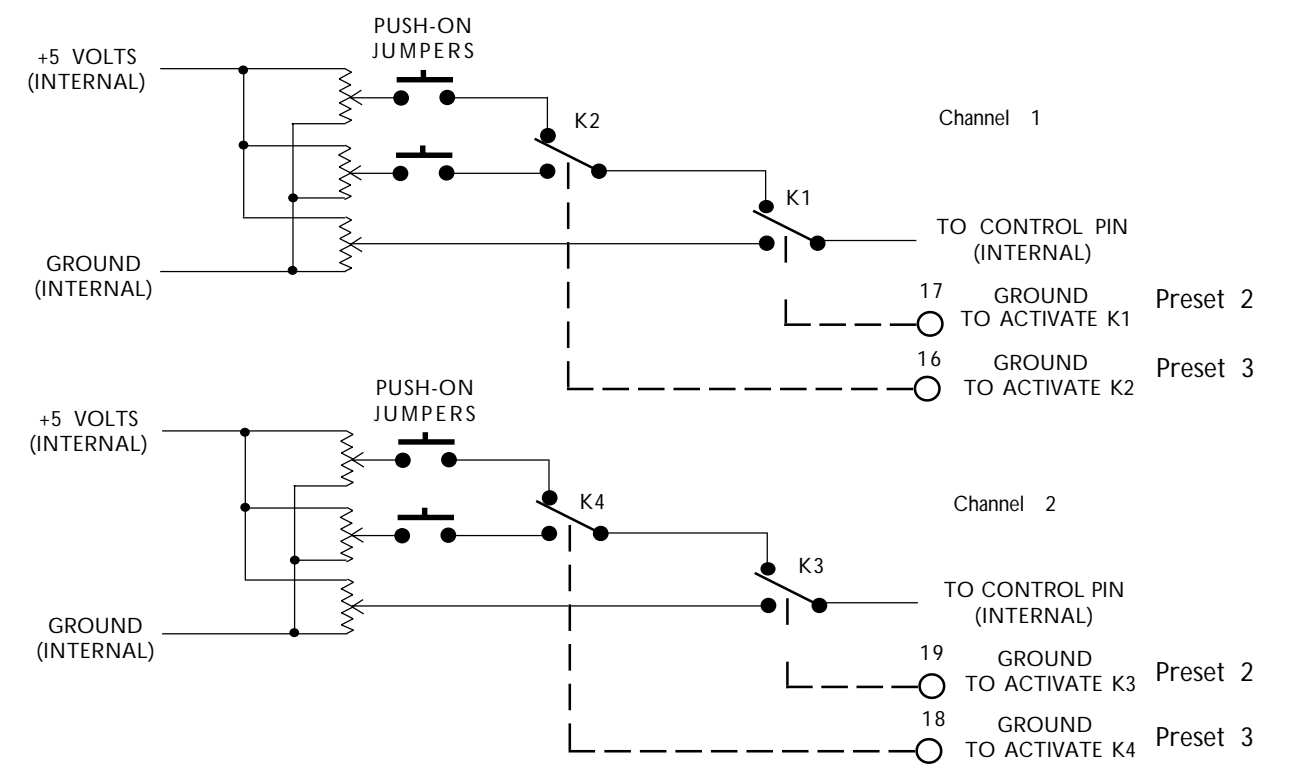 PUSH-ON
JUMPERS
+5 VOLTS
(INTERNAL)
K2
Channel 1
K1
TO CONTROL PIN
(INTERNAL)
GROUND
(INTERNAL)
17
GROUND
TO ACTIVATE K1
Preset 2
16
GROUND
TO ACTIVATE K2
Preset 3
PUSH-ON
JUMPERS
+5 VOLTS
(INTERNAL)
K4
Channel 2
K3
TO CONTROL PIN
(INTERNAL)
GROUND
(INTERNAL)
19
GROUND
TO ACTIVATE K3
Preset 2
18
GROUND
TO ACTIVATE K4
Preset 3